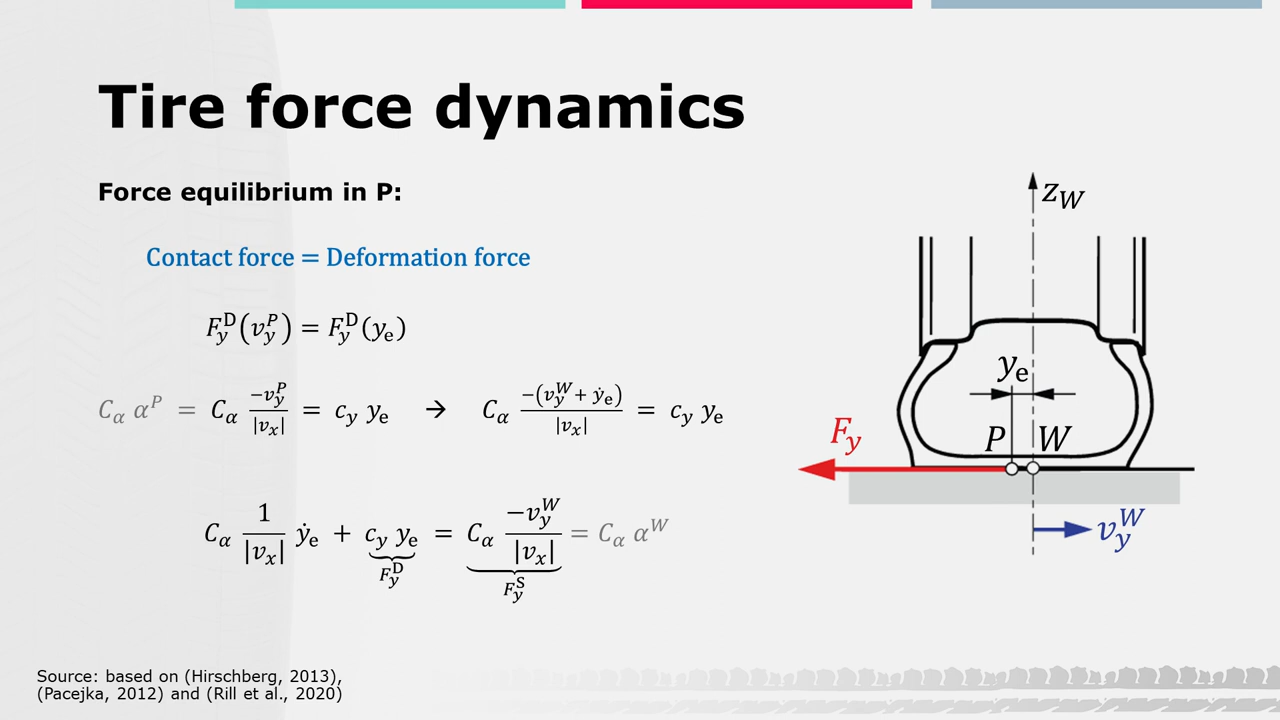 Tire force dynamics
Force equilibrium in P:
Contact force = Deformation force
F_y^D(v_y^P) = F_y^D(y_e)
C_α α^P = C_α −v_y^P / |v_x| = c_y y_e → C_α −(v_y^W + ẏ_e) / |v_x| = c_y y_e
C_α 1 / |v_x| ẏ_e + c_y y_e = C_α −v_y^W / |v_x| = C_α α^W
F_y^D
F_y^S
z_W
y_e
F_y
P W
v_y^W
Source: based on (Hirschberg, 2013),
(Pacejka, 2012) and (Rill et al., 2020)